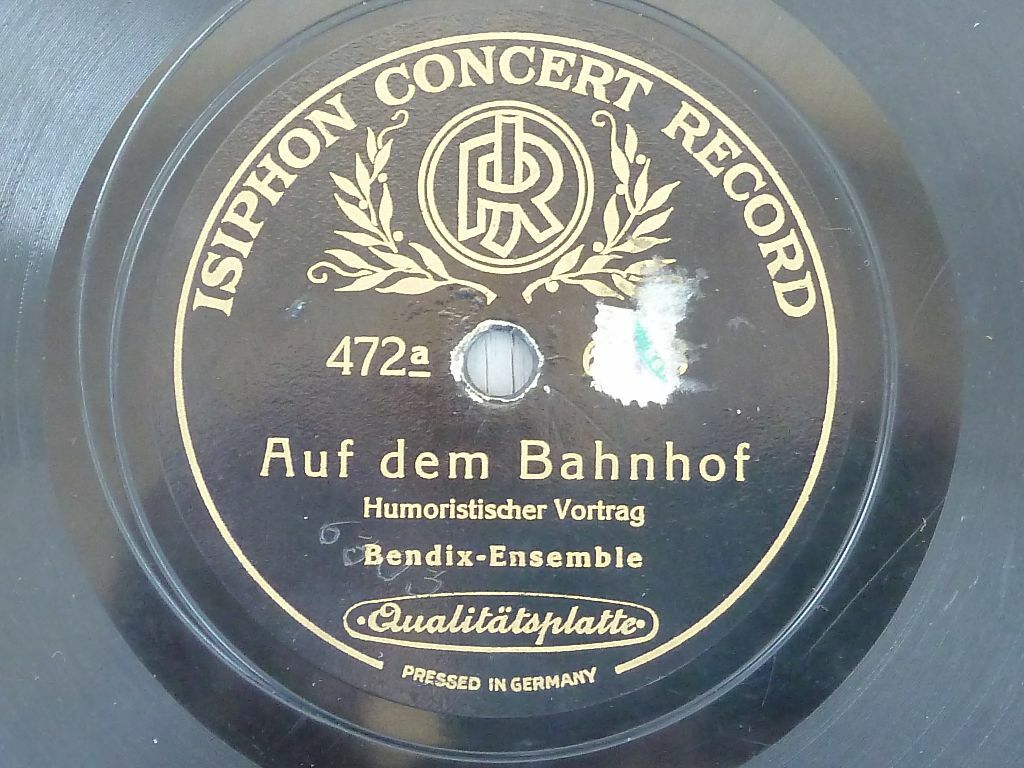 ISIPHON CONCERT RECORD
472a
Auf dem Bahnhof
Humoristischer Vortrag
Bendix-Ensemble
Qualitätsplatte
PRESSED IN GERMANY